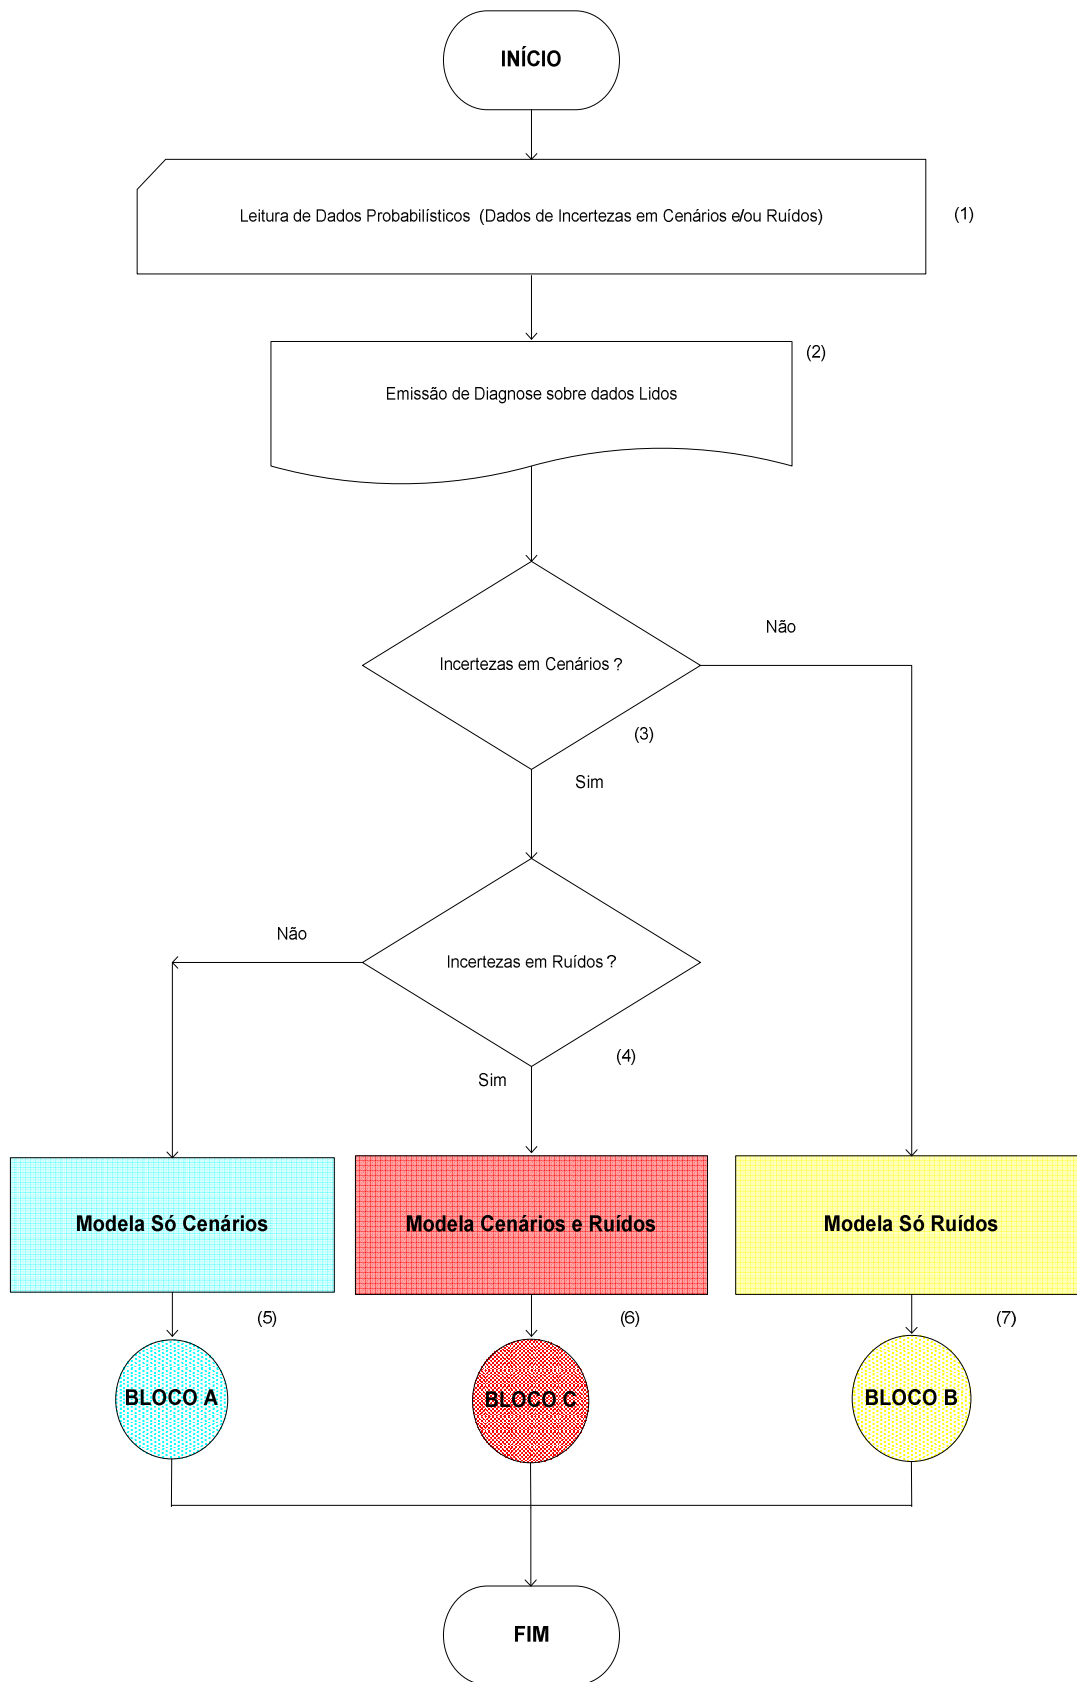 INÍCIO
Leitura de Dados Probabilísticos (Dados de Incertezas em Cenários e/ou Ruídos)
(1)
(2)
Emissão de Diagnose sobre dados Lidos
Não
Incertezas em Cenários ?
(3)
Sim
Não
Incertezas em Ruídos ?
(4)
Sim
Modela Só Cenários
Modela Cenários e Ruídos
Modela Só Ruídos
(5)
(6)
(7)
BLOCO A
BLOCO C
BLOCO B
FIM